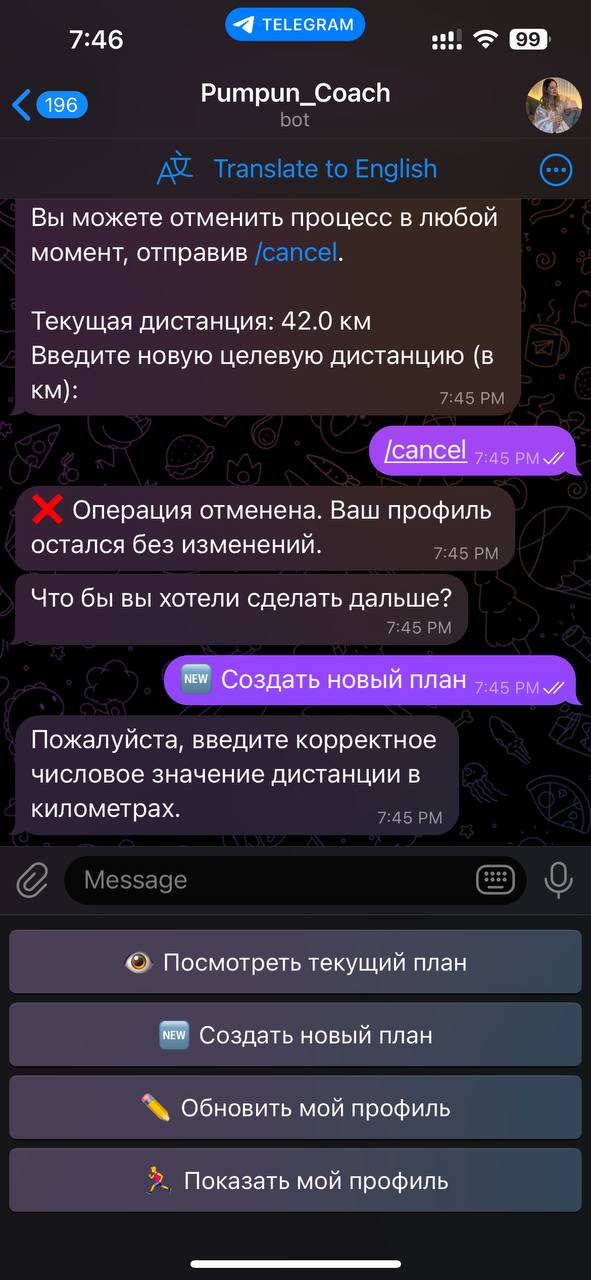 7:46
TELEGRAM
99
196
Pumpun_Coach
bot
Translate to English
Вы можете отменить процесс в любой
момент, отправив /cancel.
Текущая дистанция: 42.0 км
Введите новую целевую дистанцию (в
км):
7:45 PM
/cancel 7:45 PM
❌ Операция отменена. Ваш профиль
остался без изменений.
7:45 PM
Что бы вы хотели сделать дальше?
7:45 PM
🆕 Создать новый план 7:45 PM
Пожалуйста, введите корректное
числовое значение дистанции в
километрах.
7:45 PM
Message
👁 Посмотреть текущий план
🆕 Создать новый план
✏️ Обновить мой профиль
🏃 Показать мой профиль